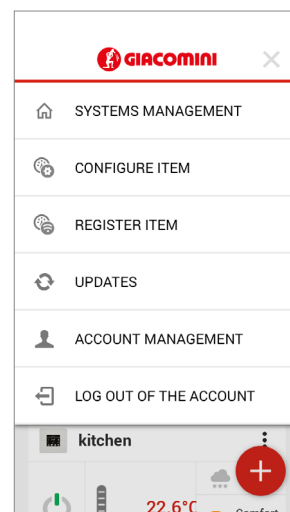 GIACOMINI
SYSTEMS MANAGEMENT
CONFIGURE ITEM
REGISTER ITEM
UPDATES
ACCOUNT MANAGEMENT
LOG OUT OF THE ACCOUNT
kitchen
22.6°C
Comfort